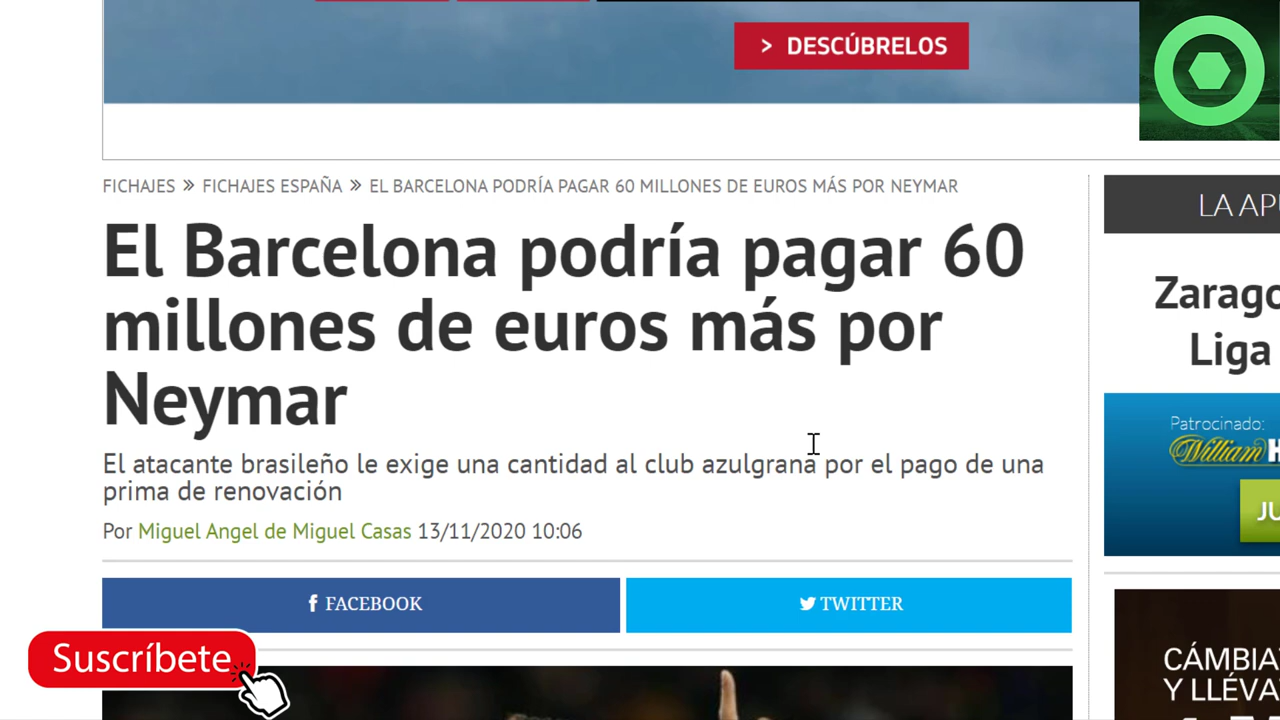 > DESCÚBRELOS
FICHAJES » FICHAJES ESPAÑA » EL BARCELONA PODRÍA PAGAR 60 MILLONES DE EUROS MÁS POR NEYMAR
El Barcelona podría pagar 60
millones de euros más por
Neymar
El atacante brasileño le exige una cantidad al club azulgrana por el pago de una
prima de renovación
Por Miguel Angel de Miguel Casas 13/11/2020 10:06
FACEBOOK
TWITTER
Suscríbete
LA
Liga
Patrocinado:
William
Y